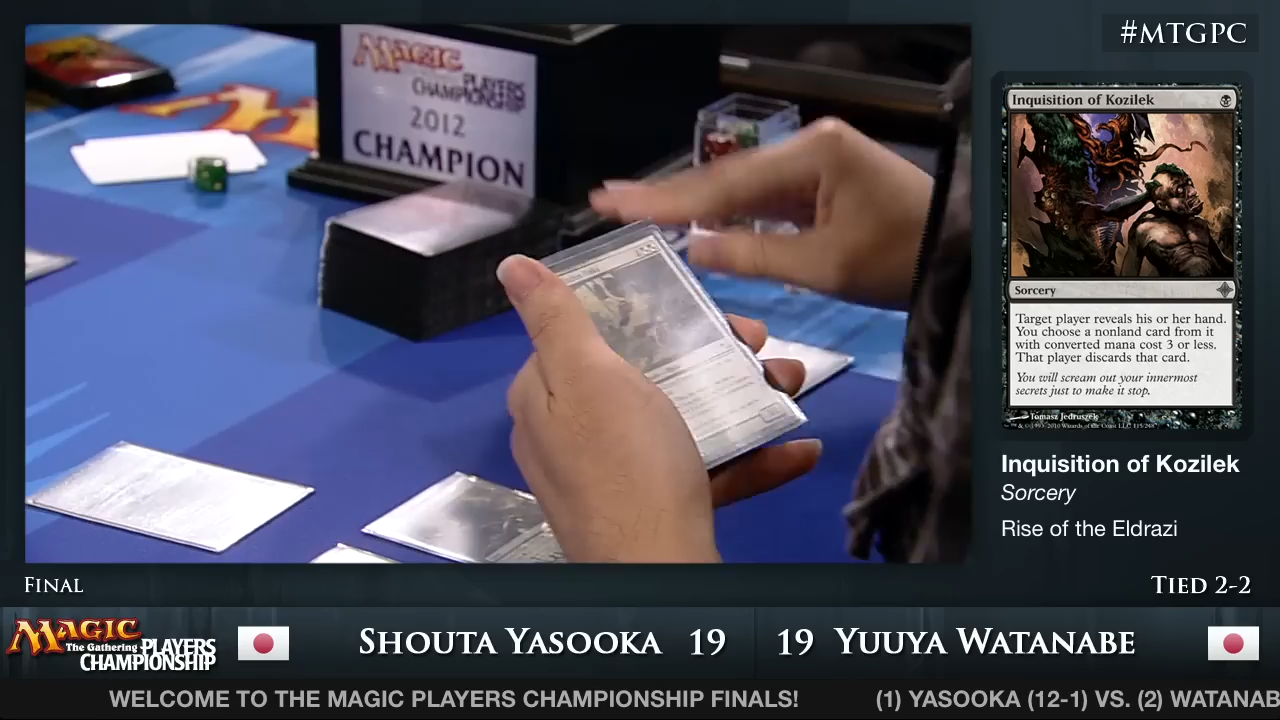 #MTGPC
MAGIC
PLAYERS
CHAMPIONSHIP
2012
CHAMPION
Inquisition of Kozilek
Sorcery
Target player reveals his or her hand.
You choose a nonland card from it
with converted mana cost 3 or less.
That player discards that card.
You will scream out your innermost
secrets just to make it stop.
Tomasz Jedruszek
Inquisition of Kozilek
Sorcery
Rise of the Eldrazi
FINAL
TIED 2-2
MAGIC
The Gathering
PLAYERS
CHAMPIONSHIP
SHOUTA YASOOKA 19
19 YUUYA WATANABE
WELCOME TO THE MAGIC PLAYERS CHAMPIONSHIP FINALS! (1) YASOOKA (12-1) VS. (2) WATANAB